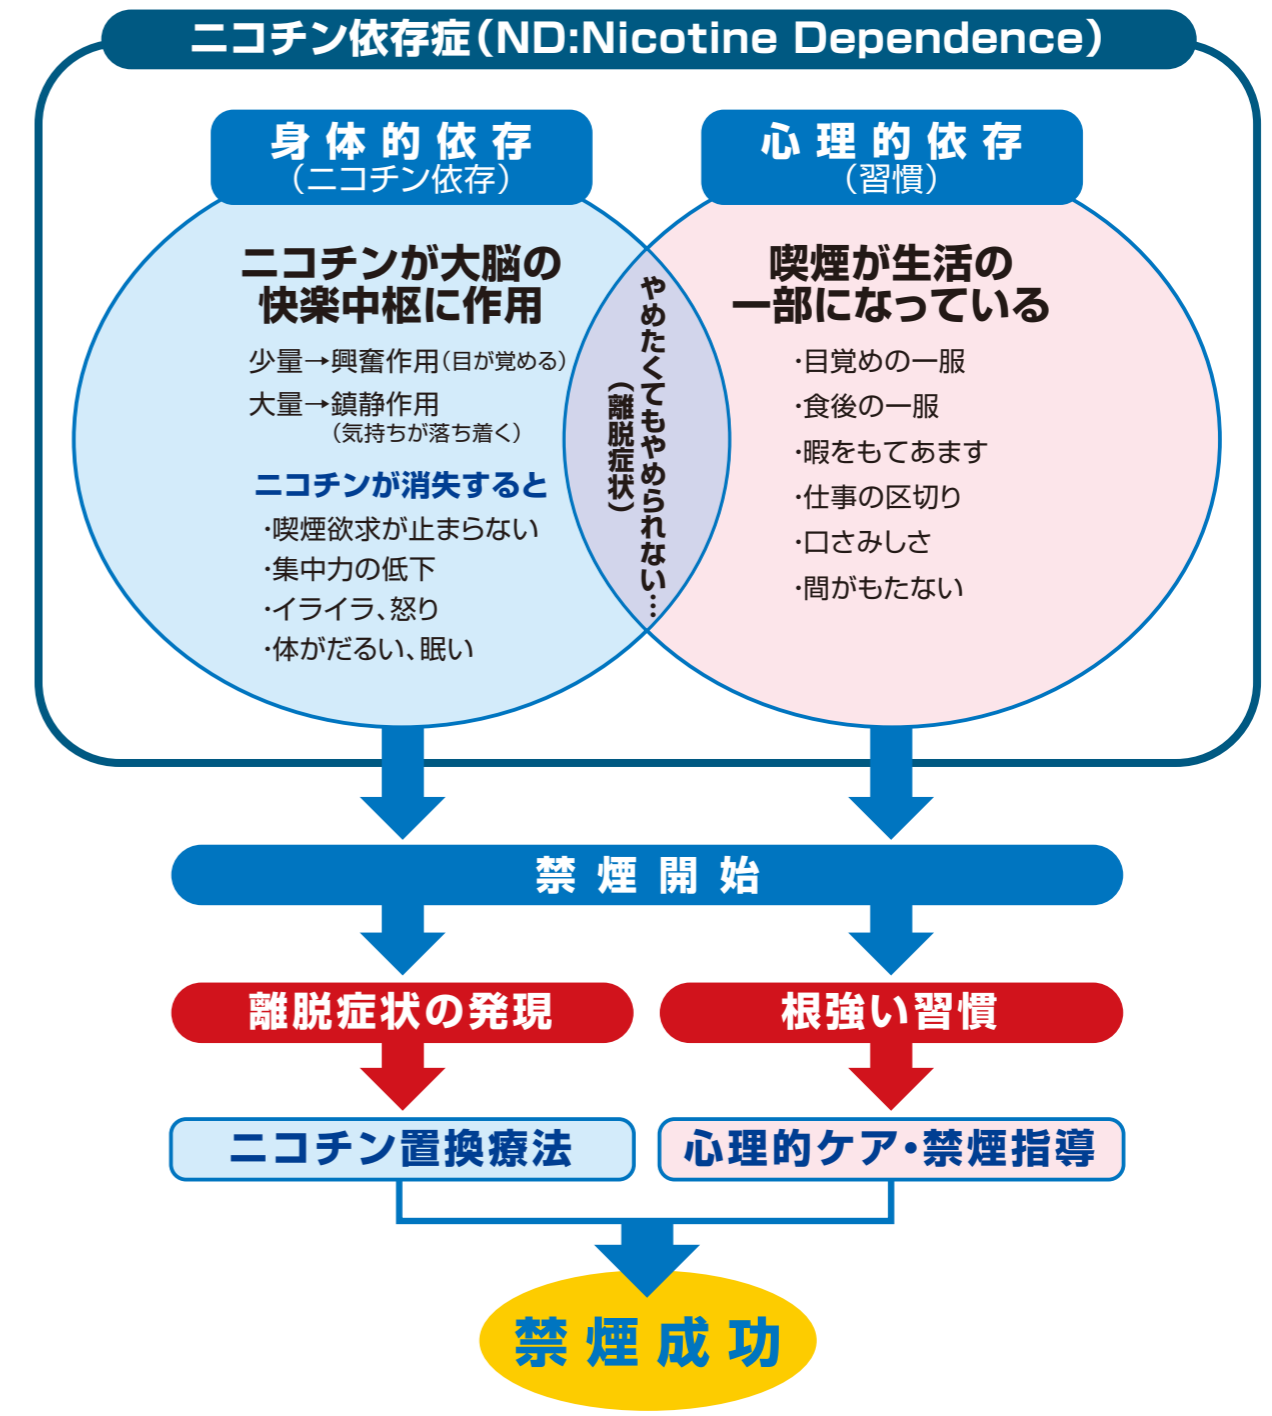 ニコチン依存症(ND:Nicotine Dependence)
身体的依存
(ニコチン依存)
ニコチンが大脳の
快楽中枢に作用
少量→興奮作用(目が覚める)
大量→鎮静作用
(気持ちが落ち着く)
ニコチンが消失すると
・喫煙欲求が止まらない
・集中力の低下
・イライラ、怒り
・体がだるい、眠い
やめたくてもやめられない…
(離脱症状)
心理的依存
(習慣)
喫煙が生活の
一部になっている
・目覚めの一服
・食後の一服
・暇をもてあます
・仕事の区切り
・口さみしさ
・間がもたない
禁煙開始
離脱症状の発現
根強い習慣
ニコチン置換療法
心理的ケア・禁煙指導
禁煙成功